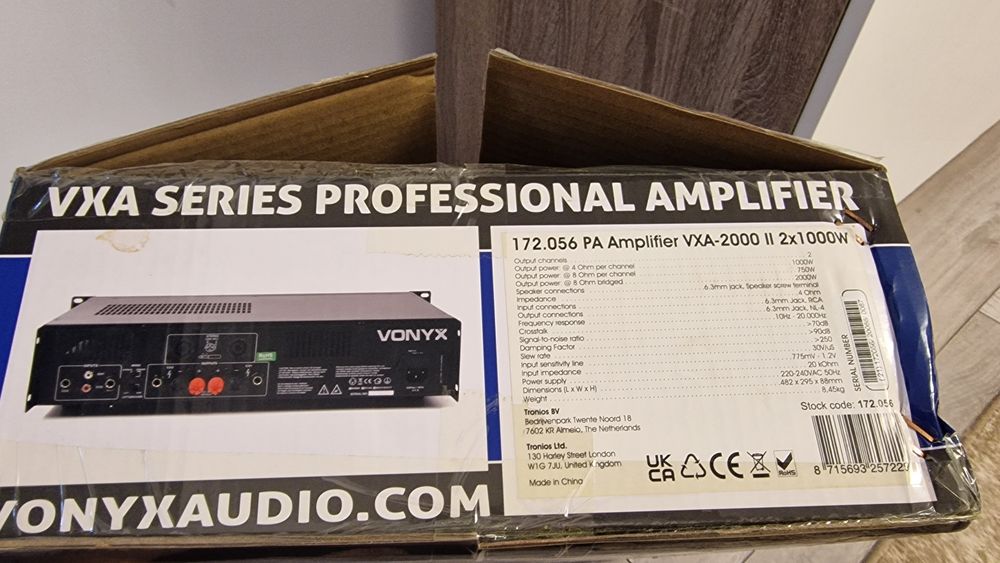 VXA SERIES PROFESSIONAL AMPLIFIER
172.056 PA Amplifier VXA-2000 II 2x1000W
Output channels 2
Output power: @ 4 Ohm per channel 1000W
Output power: @ 8 Ohm per channel 750W
Output power: @ 8 Ohm bridged 2000W
Speaker connections 6.3mm jack, Speaker screw terminal
Impedance 4 Ohm
Input connections 6.3mm Jack, RCA
Output connections 6.3mm Jack, NL-4
Frequency response 10Hz - 20.000Hz
Crosstalk >70dB
Signal-to-noise ratio >90dB
Damping Factor >250
Slew rate 30V/uS
Input sensitivity line 775mV - 1.2V
Input impedance 20 kOhm
Power supply 220-240VAC 50Hz
Dimensions (L x W x H) 482 x 295 x 88mm
Weight 8,45kg
Tronios BV
Bedrijvenpark Twente Noord 18
7602 KR Almelo, The Netherlands
Tronios Ltd.
130 Harley Street London
W1G 7JU, United Kingdom
Made in China
SERIAL NUMBER
Stock code: 172.056
UK
CA
CE
RoHS
8 715693 257225
VONYX
INPUTS
OUTPUTS
RoHS
VONYXAUDIO.COM